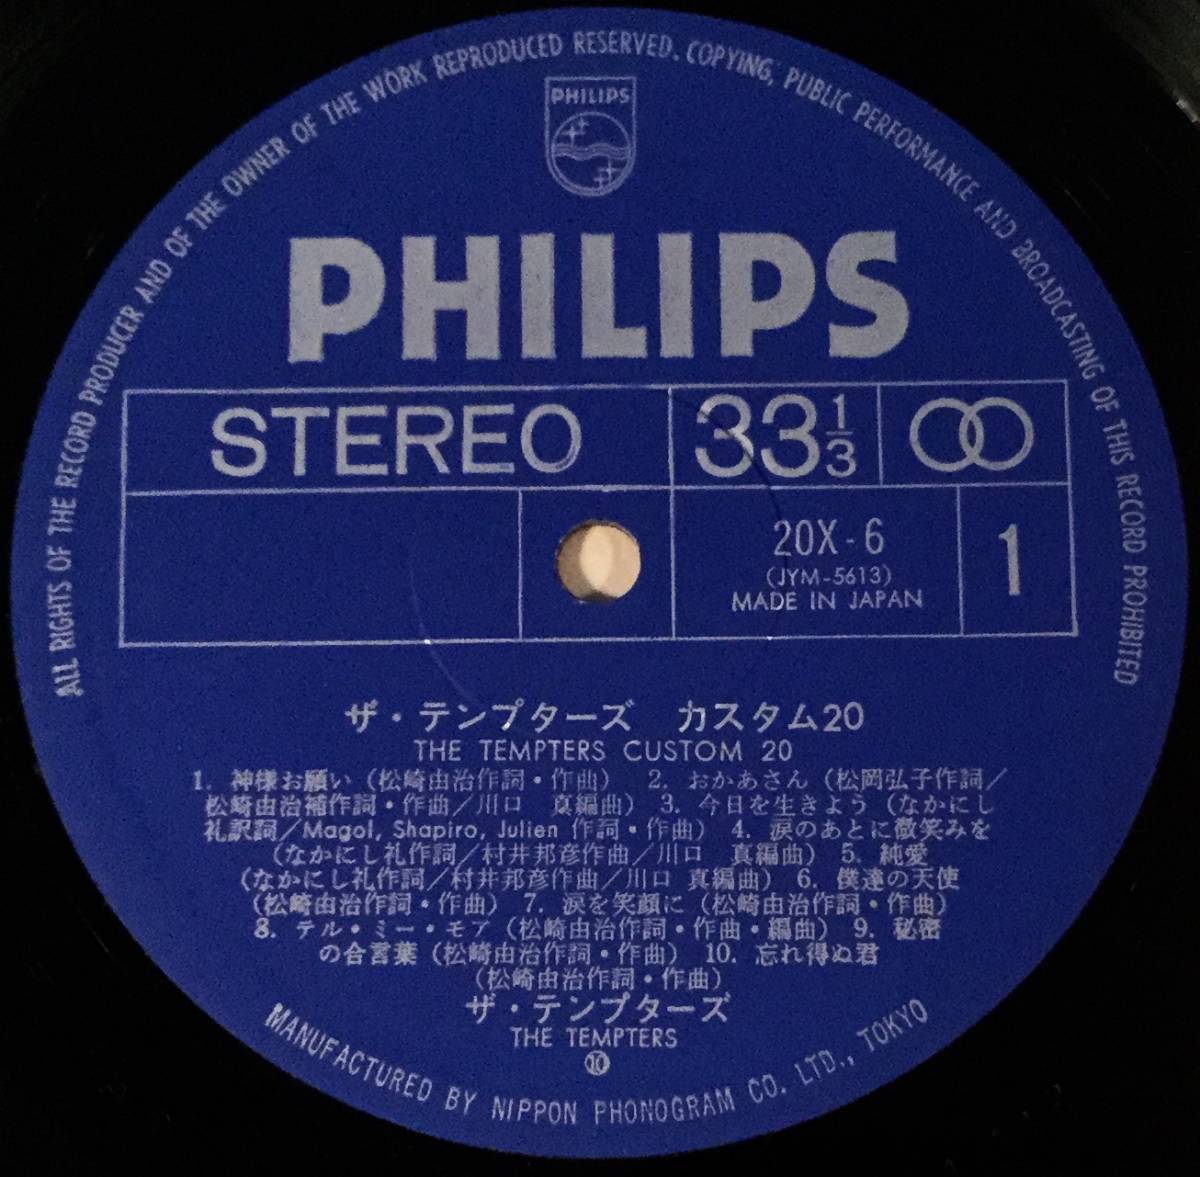 ALL RIGHTS OF THE RECORD PRODUCER AND OF THE OWNER OF THE WORK REPRODUCED RESERVED. COPYING, PUBLIC PERFORMANCE AND BROADCASTING OF THIS RECORD PROHIBITED
PHILIPS
PHILIPS
STEREO 33 1/3
20X-6
(JYM-5613)
MADE IN JAPAN
1
ザ・テンプターズ　カスタム20
THE TEMPTERS CUSTOM 20
1. 神様お願い（松崎由治作詞・作曲） 2. おかあさん（松岡弘子作詞／
松崎由治補作詞・作曲／川口　真編曲） 3. 今日を生きよう（なかにし
礼訳詞／Magol, Shapiro, Julien 作詞・作曲） 4. 涙のあとに微笑みを
（なかにし礼作詞／村井邦彦作曲／川口　真編曲） 5. 純愛
（なかにし礼作詞／村井邦彦作曲／川口 真編曲） 6. 僕達の天使
（松崎由治作詞・作曲） 7. 涙を笑顔に（松崎由治作詞・作曲）
8. テル・ミー・モア（松崎由治作詞・作曲・編曲） 9. 秘密
の合言葉（松崎由治作詞・作曲） 10. 忘れ得ぬ君
（松崎由治作詞・作曲）
ザ・テンプターズ
THE TEMPTERS
⑩
MANUFACTURED BY NIPPON PHONOGRAM CO. LTD., TOKYO